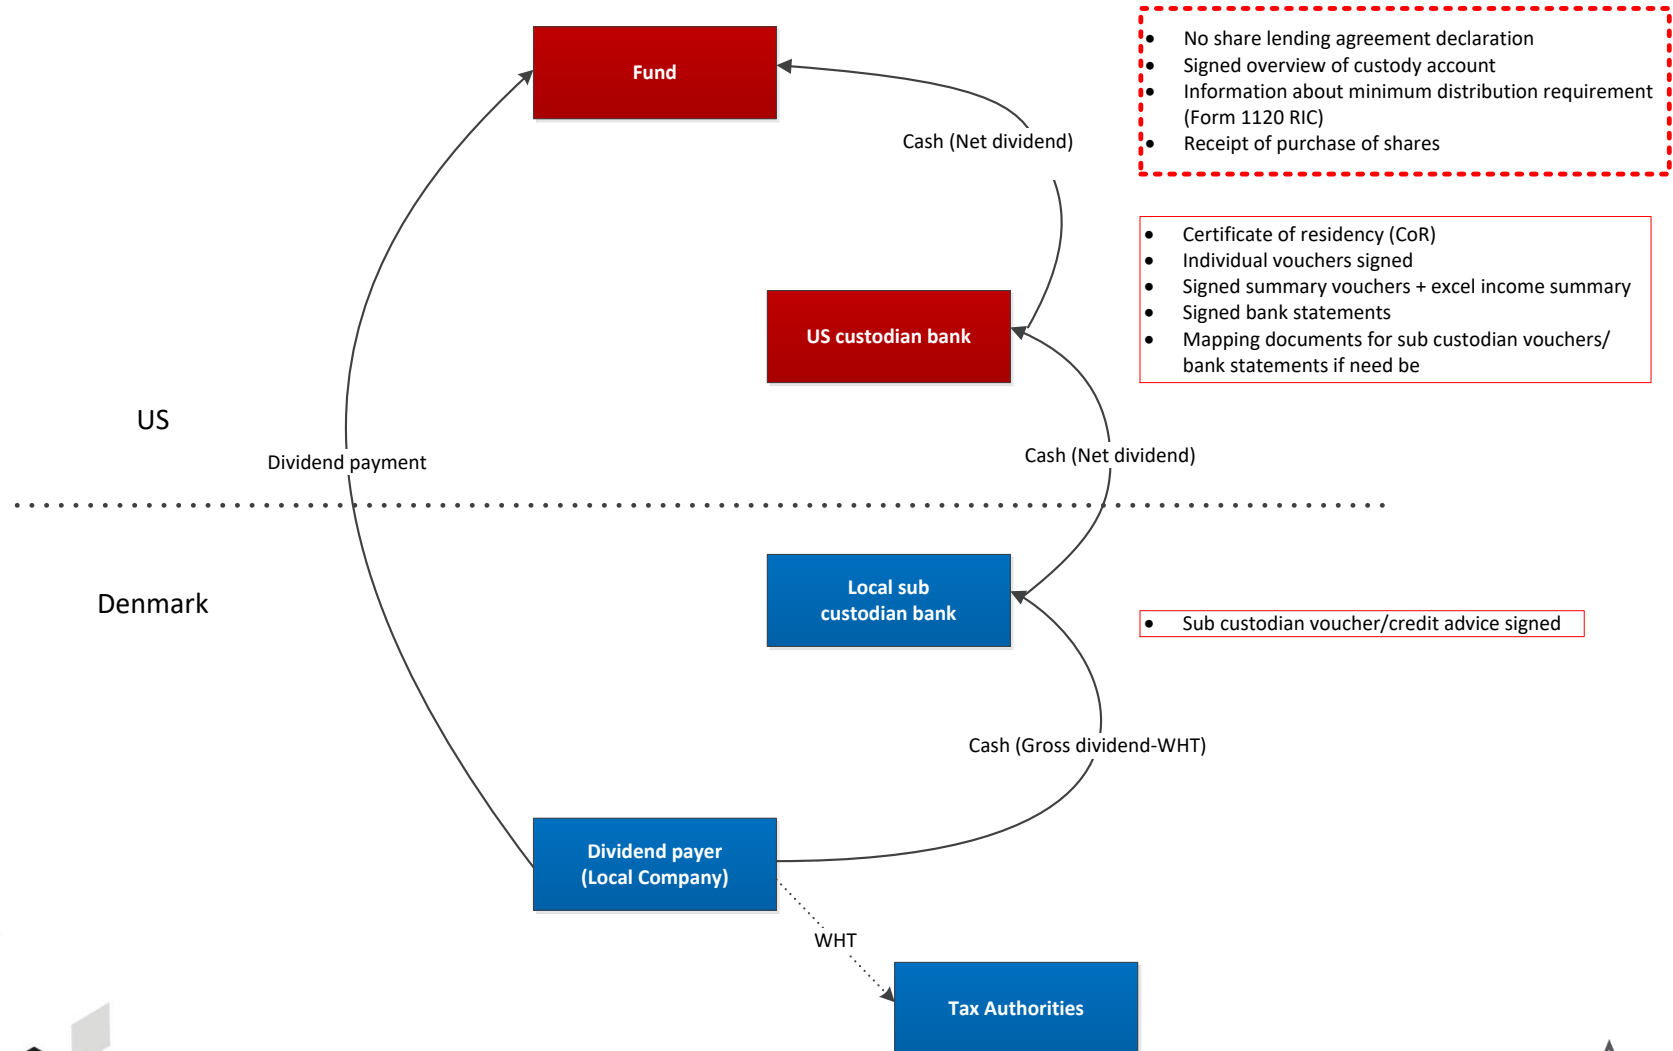 Fund
• No share lending agreement declaration
• Signed overview of custody account
• Information about minimum distribution requirement
(Form 1120 RIC)
• Receipt of purchase of shares
Cash (Net dividend)
• Certificate of residency (CoR)
• Individual vouchers signed
• Signed summary vouchers + excel income summary
• Signed bank statements
• Mapping documents for sub custodian vouchers/
bank statements if need be
US custodian bank
US
Dividend payment
Cash (Net dividend)
Denmark
Local sub
custodian bank
• Sub custodian voucher/credit advice signed
Cash (Gross dividend-WHT)
Dividend payer
(Local Company)
WHT
Tax Authorities